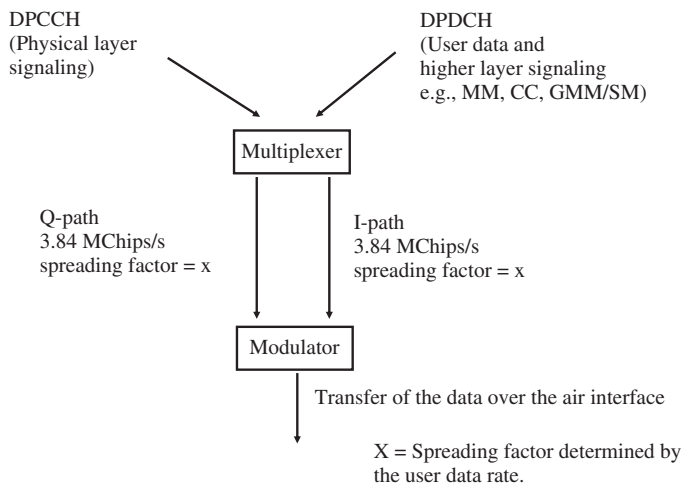 DPCCH
(Physical layer
signaling)
DPDCH
(User data and
higher layer signaling
e.g., MM, CC, GMM/SM)
Multiplexer
Q-path
3.84 MChips/s
spreading factor = x
I-path
3.84 MChips/s
spreading factor = x
Modulator
Transfer of the data over the air interface
X = Spreading factor determined by
the user data rate.